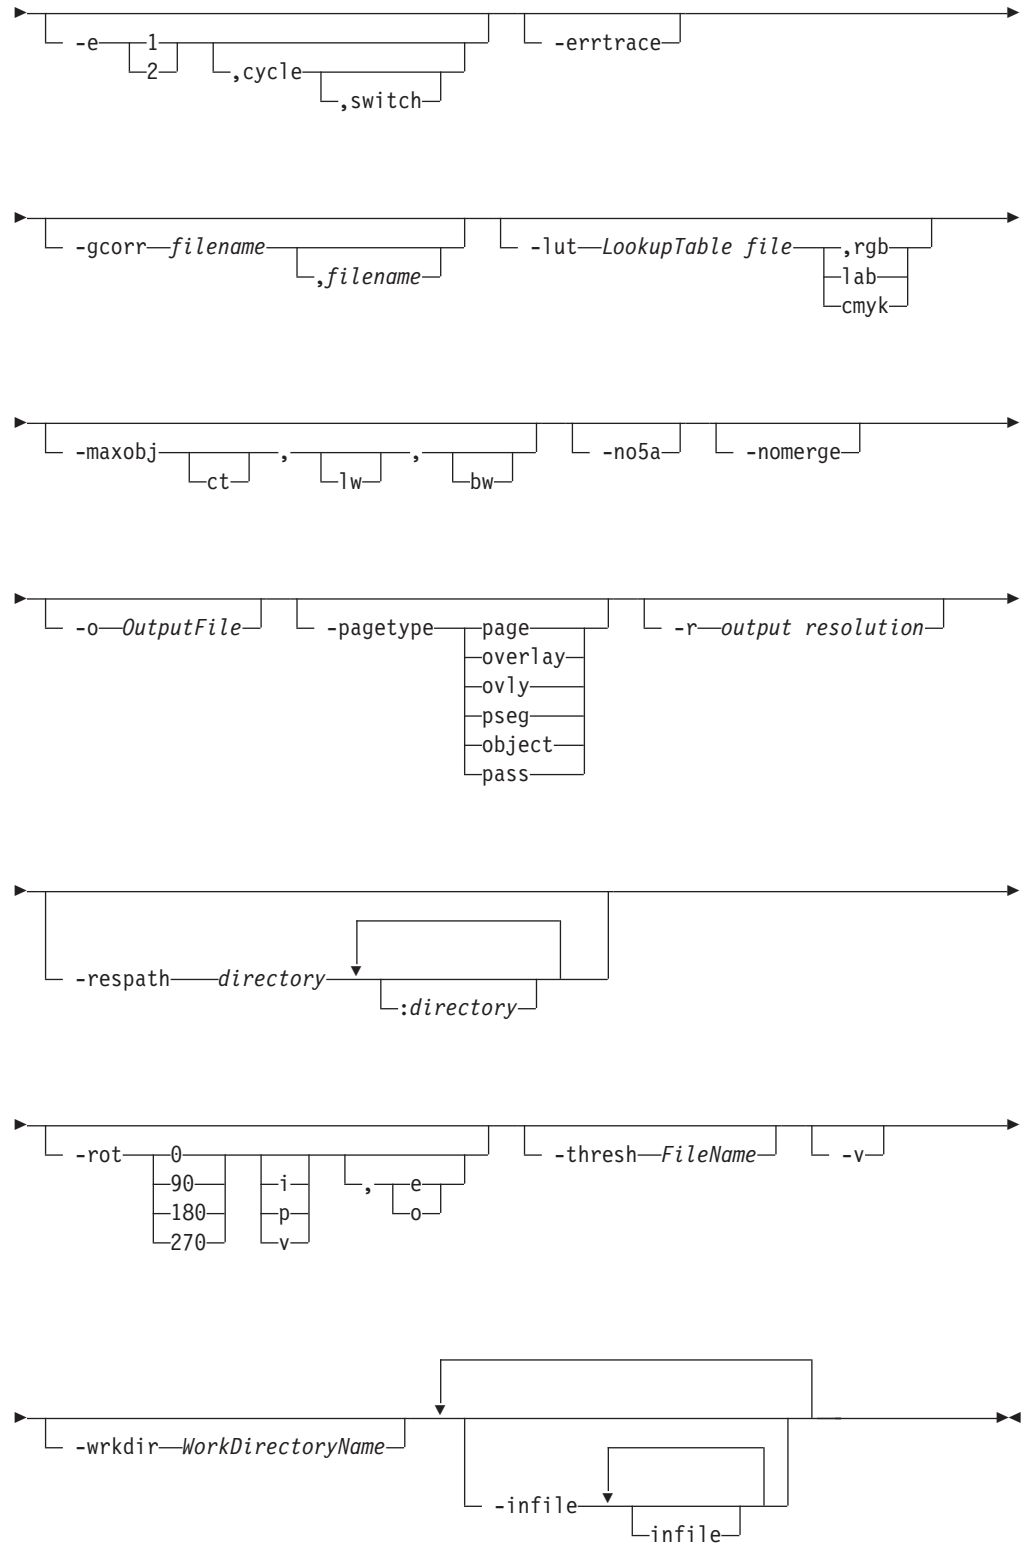 -e 1 -errtrace
2 ,cycle
,switch
-gcorr filename -lut LookupTable file ,rgb
,filename lab
cmyk
-maxobj , , -no5a -nomerge
ct lw bw
-o OutputFile -pagetype page -r output resolution
overlay
ovly
pseg
object
pass
-respath directory
:directory
-rot 0 -thresh FileName -v
90 i , e
180 p o
270 v
-wrkdir WorkDirectoryName
-infile
infile